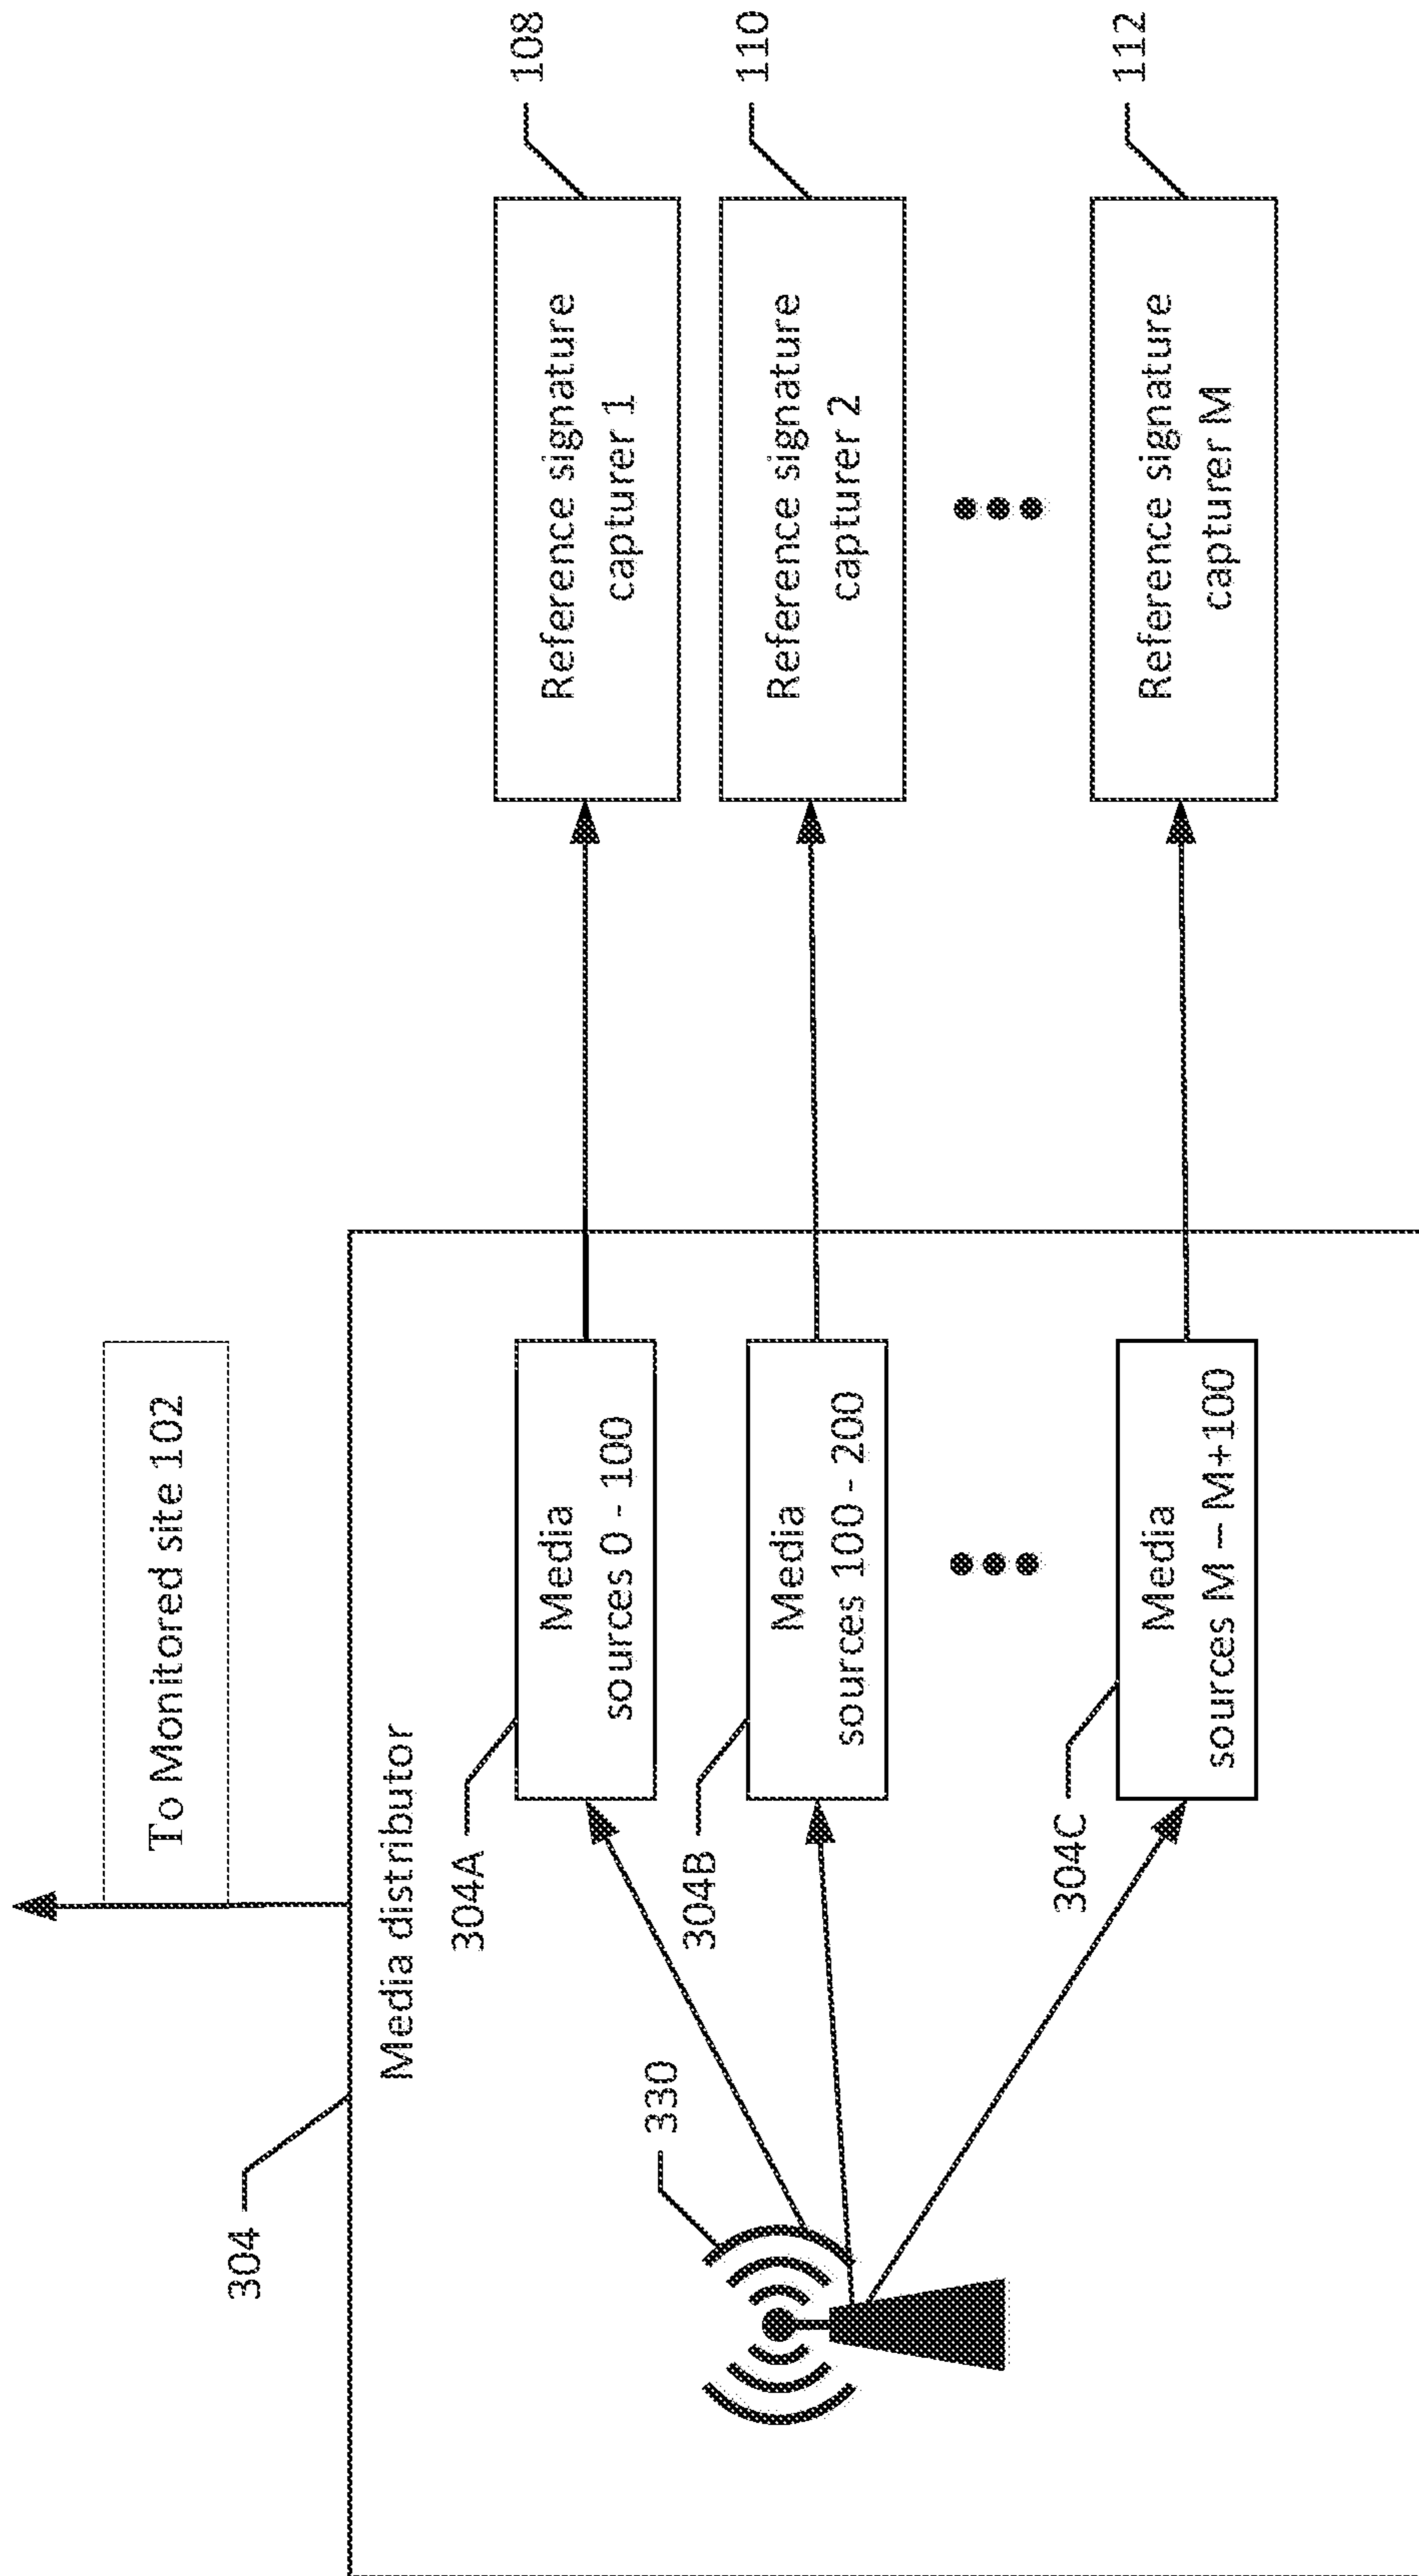 To Monitored site 102
304
Media distributor
304A
Media
sources 0 - 100
Reference signature
capturer 1
108
330
304B
Media
sources 100 - 200
Reference signature
capturer 2
110
304C
Media
sources M – M+100
Reference signature
capturer M
112